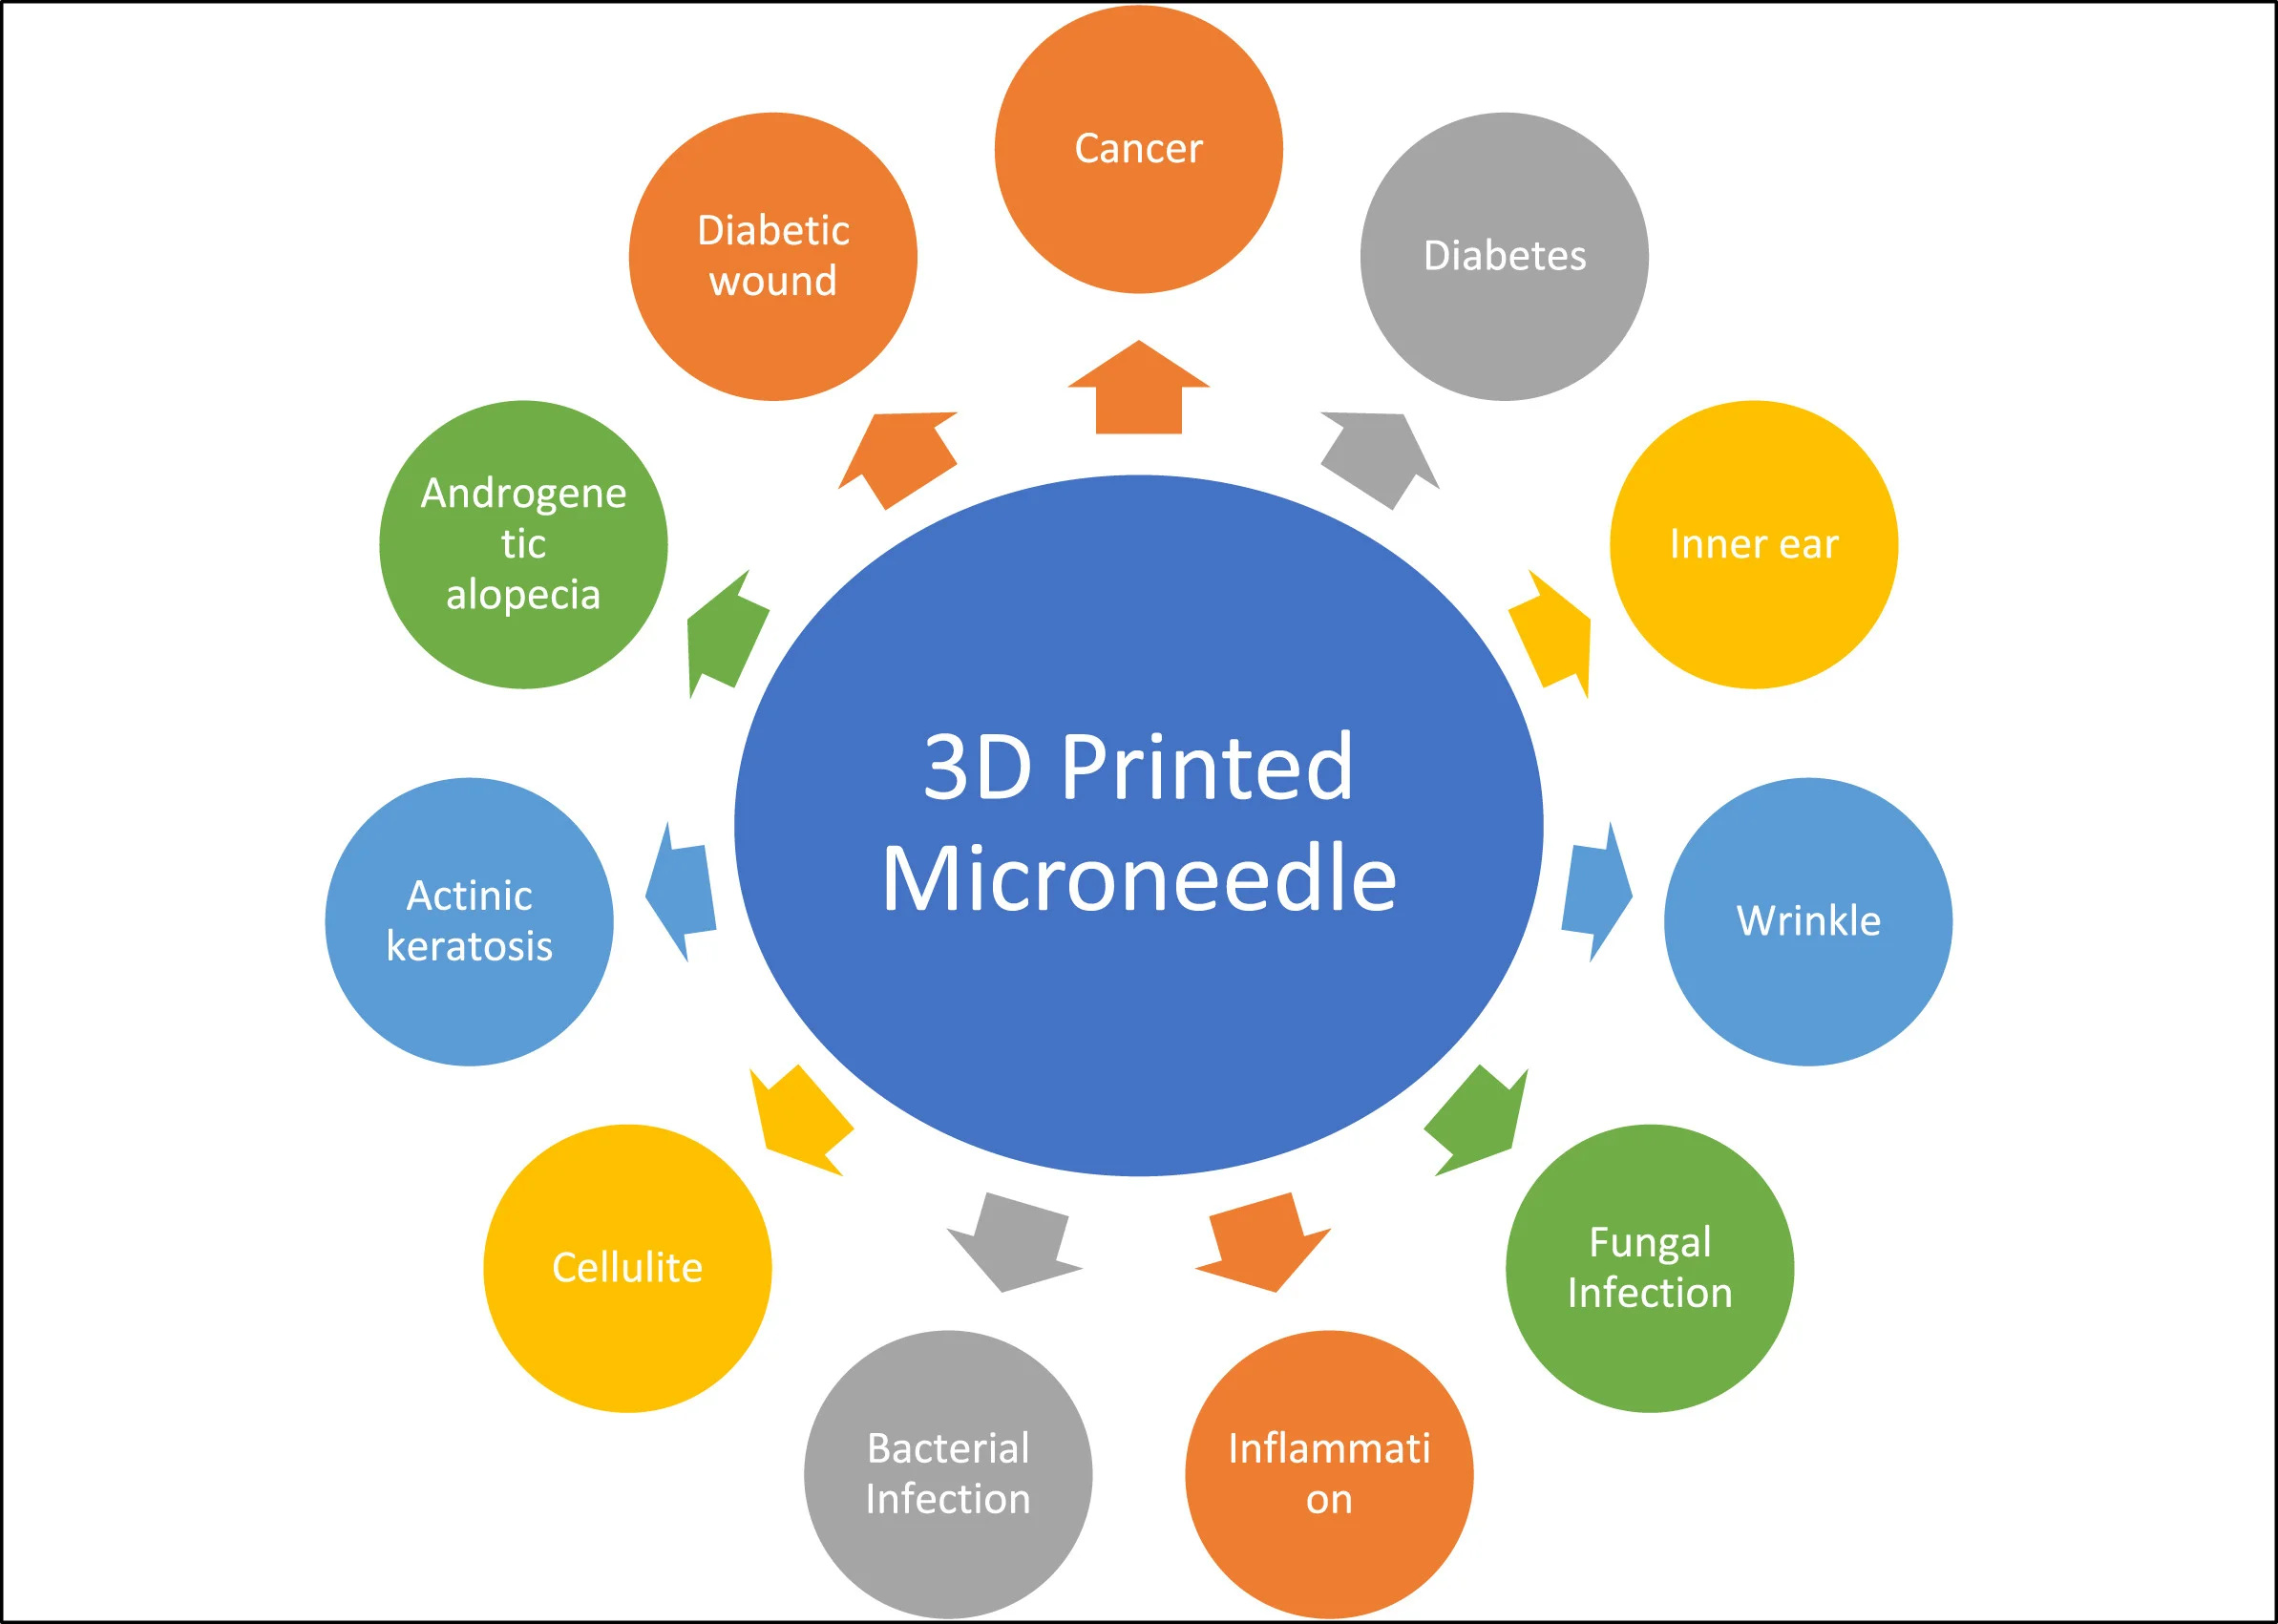 Cancer
Diabetic
wound
Diabetes
Androgene
tic
alopecia
Inner ear
3D Printed
Microneedle
Actinic
keratosis
Wrinkle
Cellulite
Fungal
Infection
Bacterial
Infection
Inflammati
on